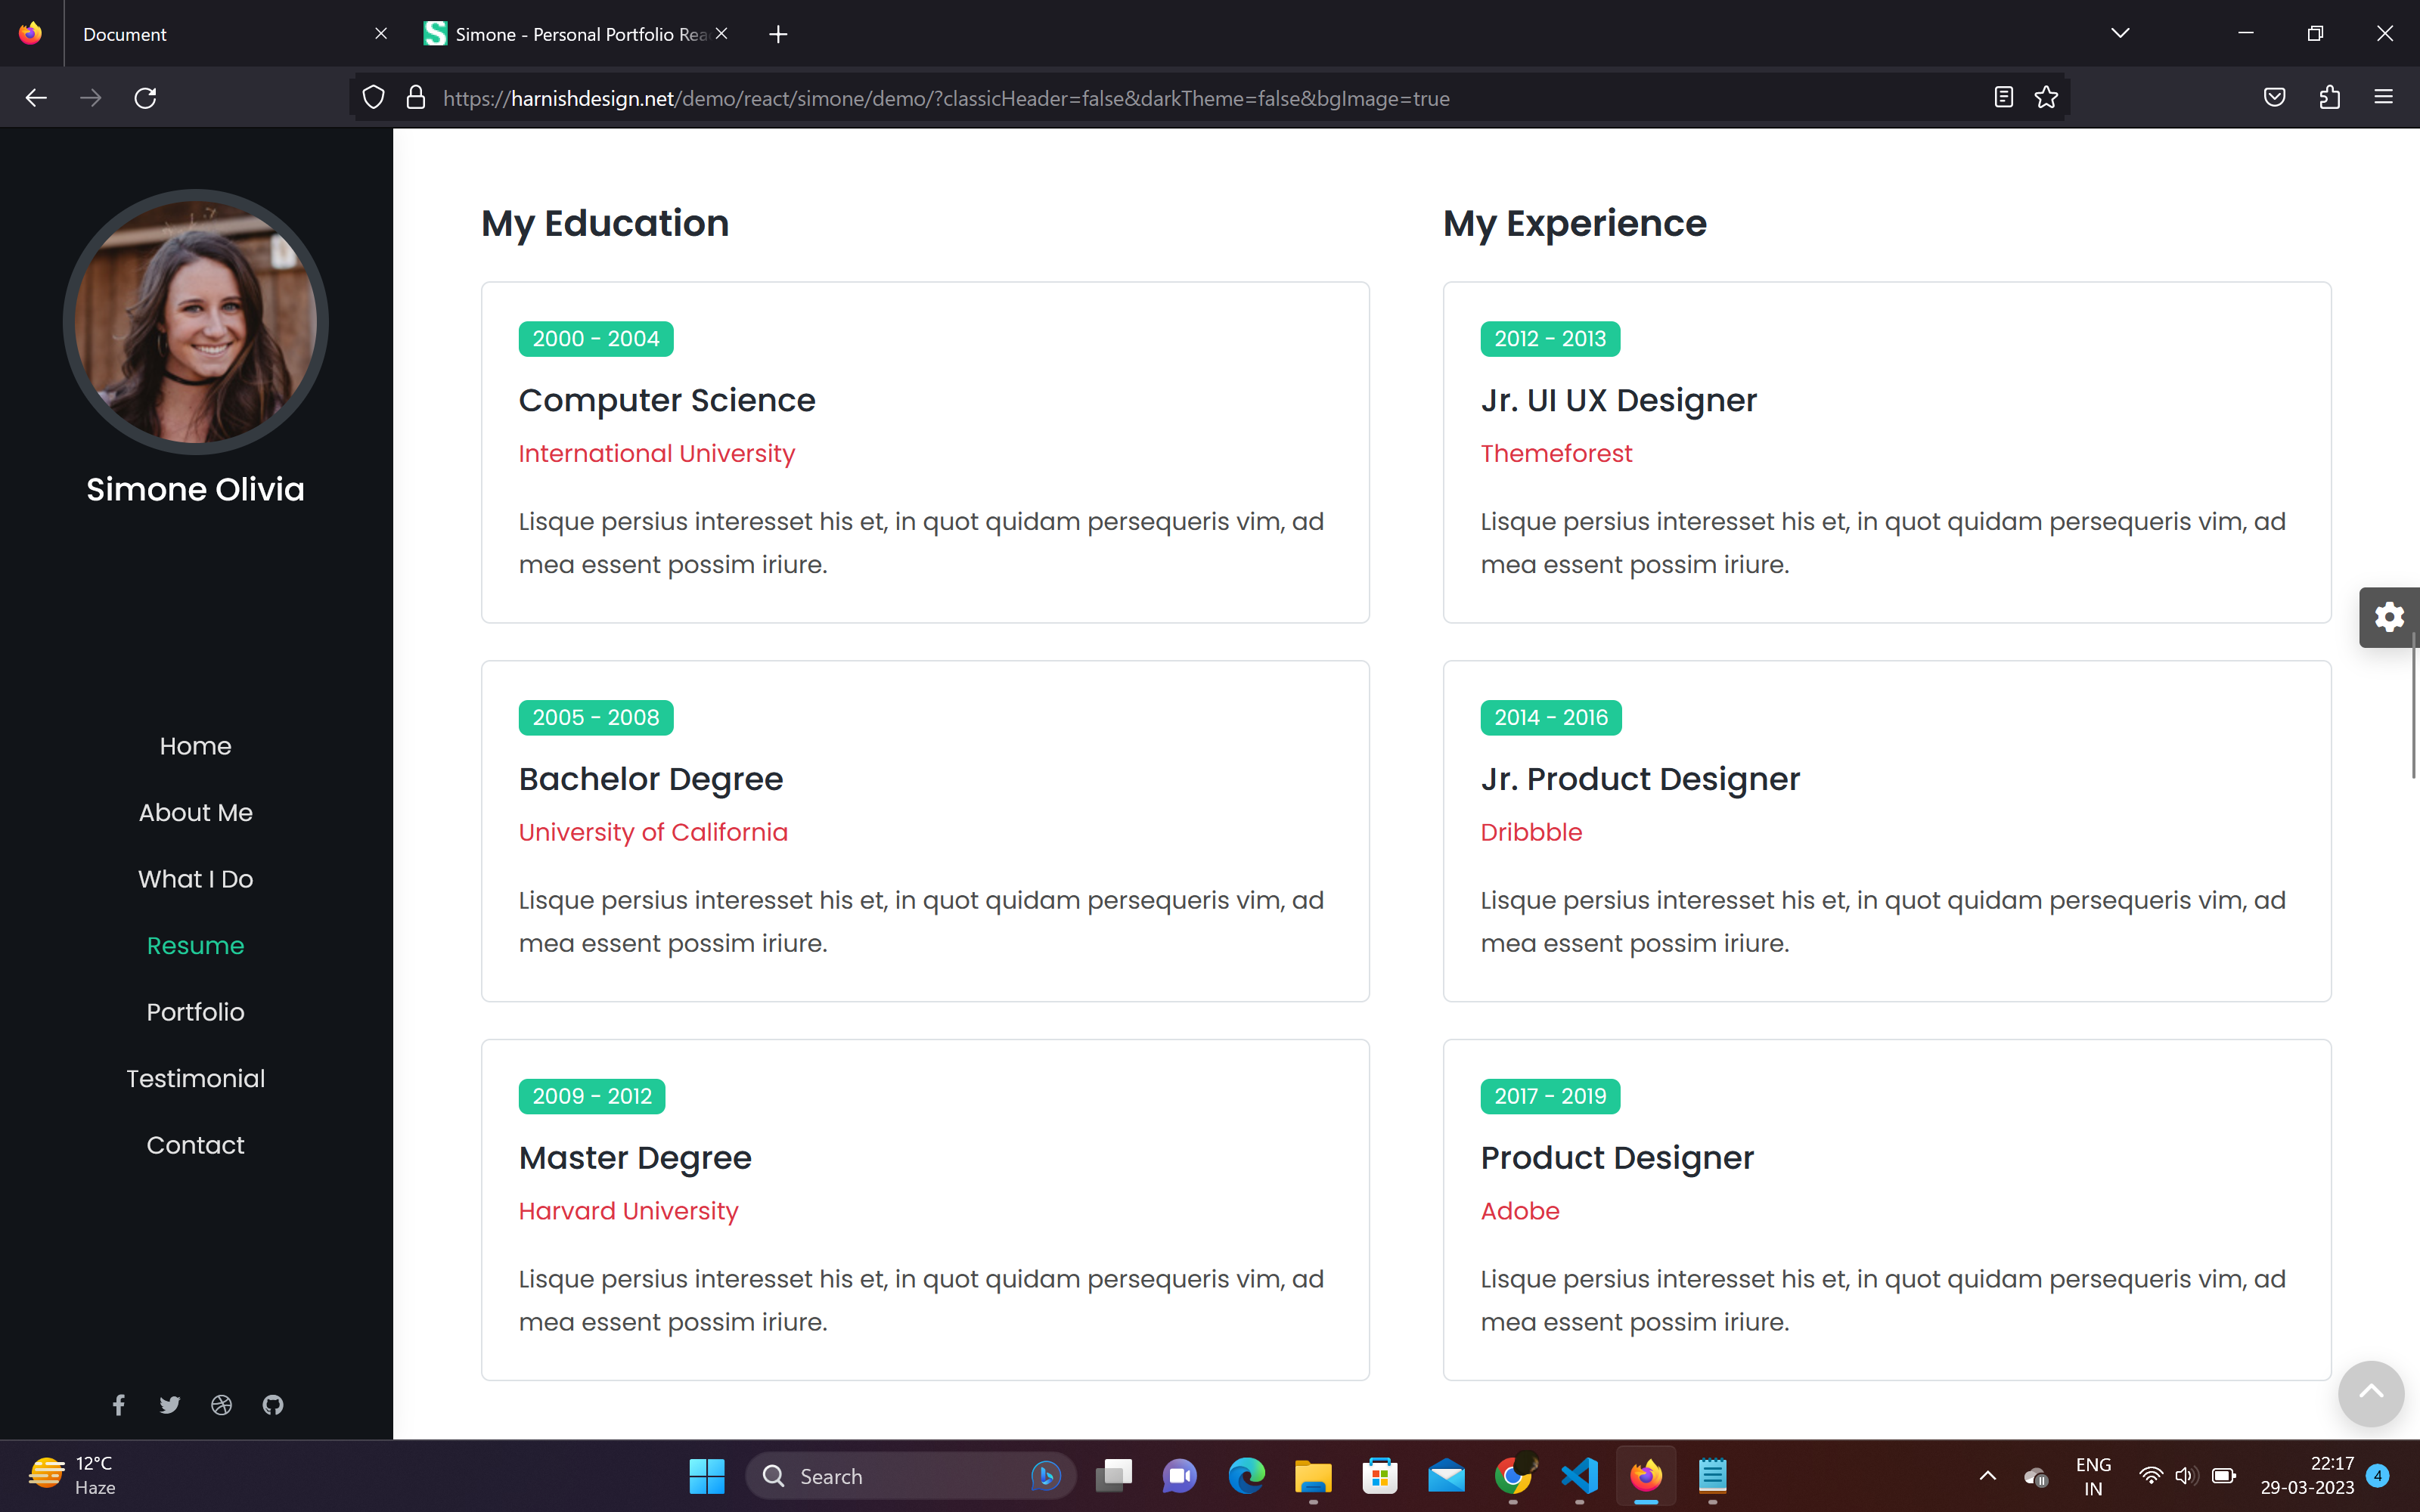 Document
Simone - Personal Portfolio Rea
https://harnishdesign.net/demo/react/simone/demo/?classicHeader=false&darkTheme=false&bgImage=true
Simone Olivia
Home
About Me
What I Do
Resume
Portfolio
Testimonial
Contact
My Education
2000 - 2004
Computer Science
International University
Lisque persius interesset his et, in quot quidam persequeris vim, ad
mea essent possim iriure.
2005 - 2008
Bachelor Degree
University of California
Lisque persius interesset his et, in quot quidam persequeris vim, ad
mea essent possim iriure.
2009 - 2012
Master Degree
Harvard University
Lisque persius interesset his et, in quot quidam persequeris vim, ad
mea essent possim iriure.
My Experience
2012 - 2013
Jr. UI UX Designer
Themeforest
Lisque persius interesset his et, in quot quidam persequeris vim, ad
mea essent possim iriure.
2014 - 2016
Jr. Product Designer
Dribbble
Lisque persius interesset his et, in quot quidam persequeris vim, ad
mea essent possim iriure.
2017 - 2019
Product Designer
Adobe
Lisque persius interesset his et, in quot quidam persequeris vim, ad
mea essent possim iriure.
12°C
Haze
Search
ENG
IN
22:17
29-03-2023
4